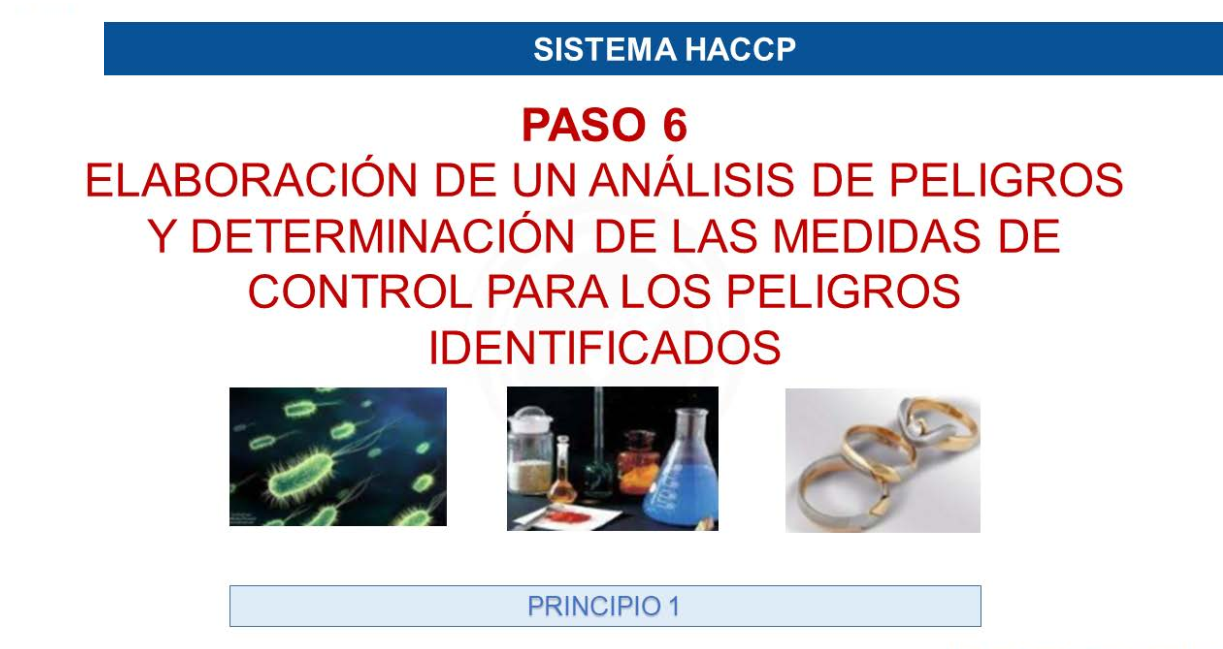 SISTEMA HACCP
PASO 6
ELABORACIÓN DE UN ANÁLISIS DE PELIGROS
Y DETERMINACIÓN DE LAS MEDIDAS DE
CONTROL PARA LOS PELIGROS
IDENTIFICADOS
PRINCIPIO 1